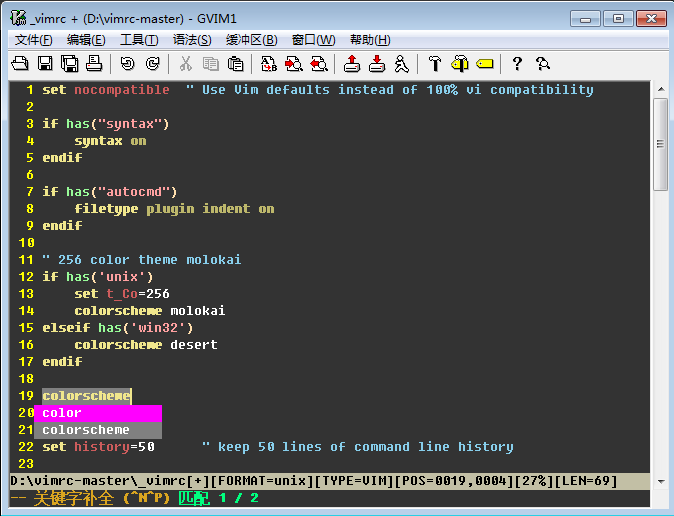 _vimrc + (D:\vimrc-master) - GVIM1
文件(F) 编辑(E) 工具(T) 语法(S) 缓冲区(B) 窗口(W) 帮助(H)
1 set nocompatible " Use Vim defaults instead of 100% vi compatibility
2
3 if has("syntax")
4 syntax on
5 endif
6
7 if has("autocmd")
8 filetype plugin indent on
9 endif
10
11 " 256 color theme molokai
12 if has('unix')
13 set t_Co=256
14 colorscheme molokai
15 elseif has('win32')
16 colorscheme desert
17 endif
18
19 colorscheme
20 color
21 colorscheme
22 set history=50 " keep 50 lines of command line history
23
D:\vimrc-master\_vimrc[+][FORMAT=unix][TYPE=VIM][POS=0019,0004][27%][LEN=69]
-- 关键字补全 (^N^P) 匹配 1 / 2